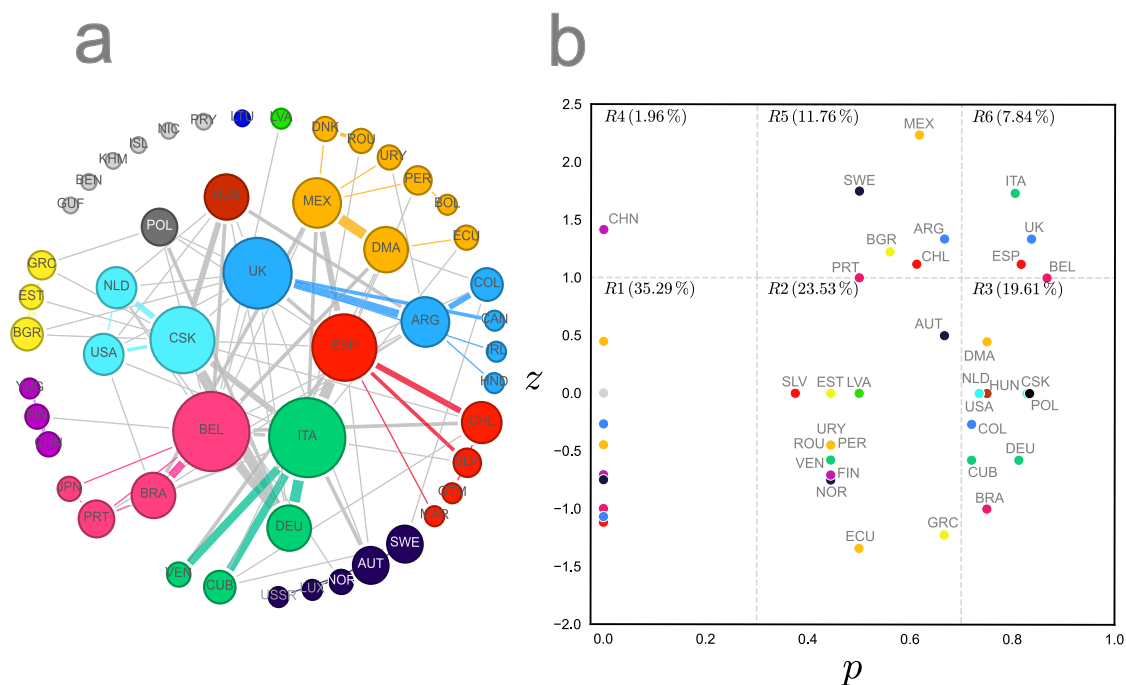 a
b
PRY
LTU
LVA
NIC
ISL
KHM
BEN
GUF
DNK
ROU
URY
PER
BOL
ECU
MEX
DMA
HUN
POL
UK
GRC
EST
BGR
NLD
USA
CSK
COL
CAN
IRL
HND
ARG
ESP
CHL
SLV
GTM
MAR
YUG
FIN
CHN
BEL
ITA
JPN
PRT
BRA
DEU
VEN
CUB
SWE
AUT
NOR
LUX
USSR
2.5
2.0
1.5
1.0
0.5
0.0
−0.5
−1.0
−1.5
−2.0
z
R4 (1.96 %)
R5 (11.76 %)
R6 (7.84 %)
MEX
SWE
ITA
CHN
ARG
UK
BGR
CHL
ESP
PRT
BEL
R1 (35.29 %)
R2 (23.53 %)
R3 (19.61 %)
AUT
DMA
SLV
EST
LVA
NLD
HUN
CSK
USA
POL
URY
COL
ROU
PER
DEU
VEN
FIN
CUB
NOR
BRA
GRC
ECU
0.0
0.2
0.4
0.6
0.8
1.0
p